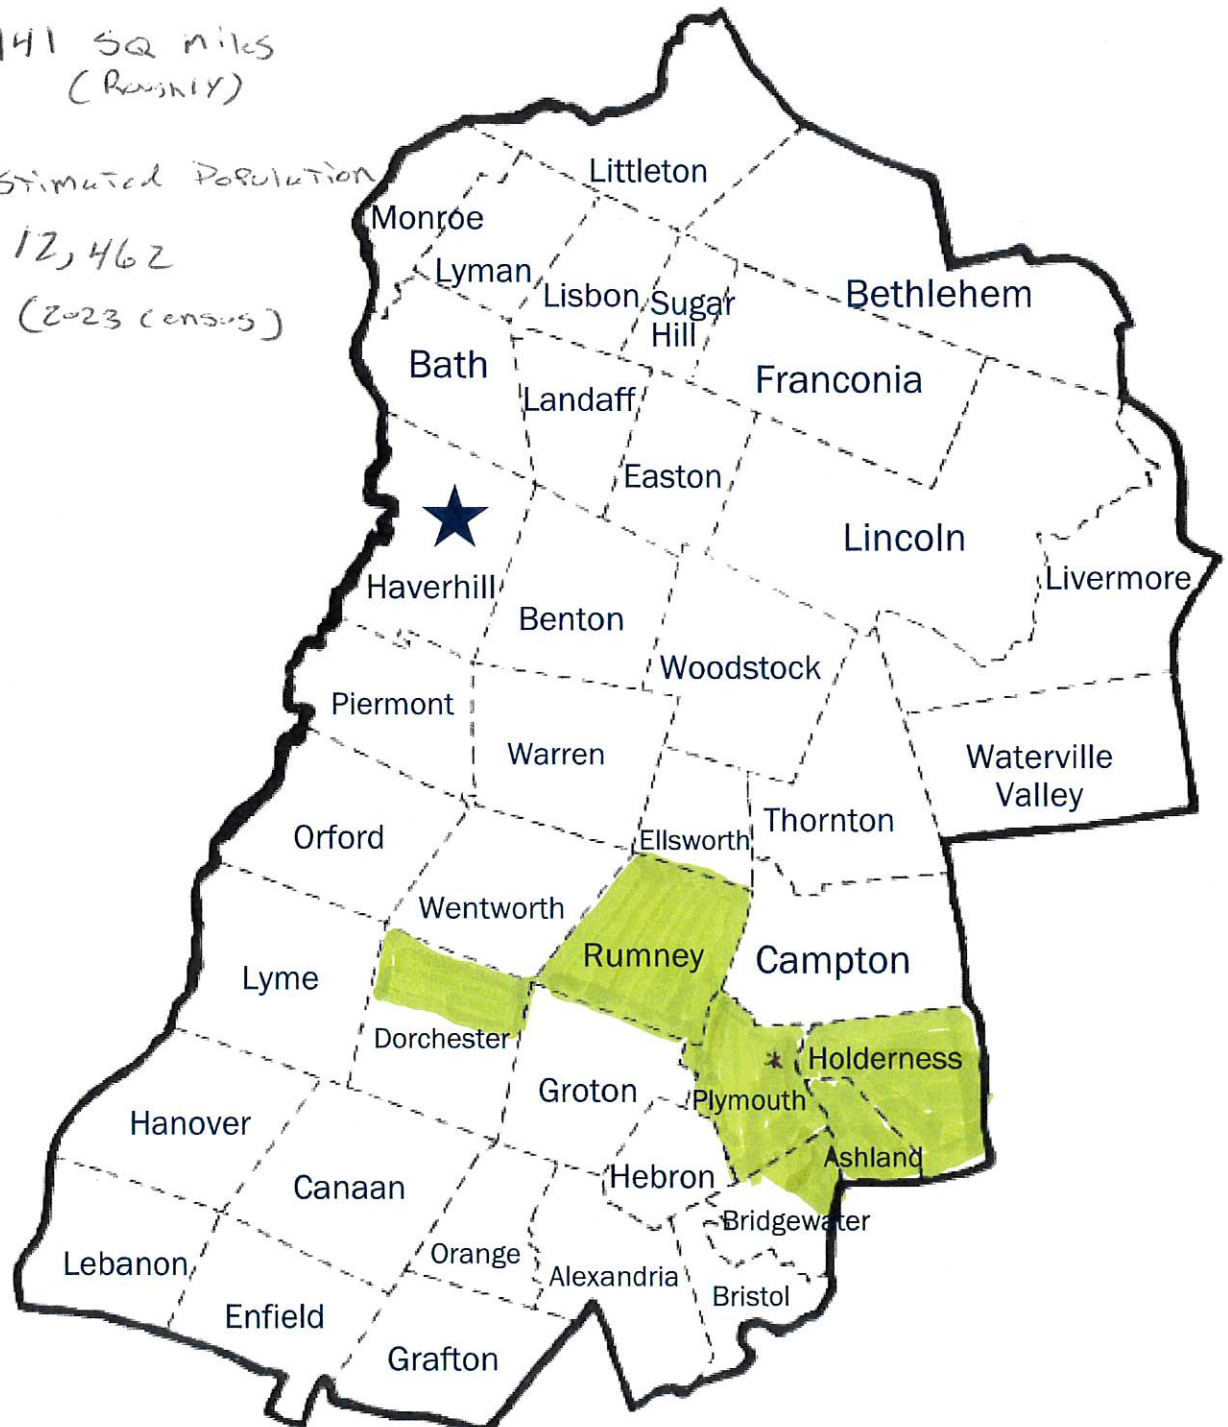 141 SQ Miles
(Roughly)
Estimated Population
12,462
(2023 Census)
Littleton
Monroe
Lyman
Lisbon
Sugar
Hill
Bethlehem
Bath
Landaff
Franconia
Easton
Lincoln
Haverhill
Livermore
Benton
Woodstock
Piermont
Warren
Waterville
Valley
Orford
Ellsworth
Thornton
Wentworth
Rumney
Campton
Lyme
Dorchester
Holderness
Groton
Plymouth
Hanover
Ashland
Canaan
Hebron
Bridgewater
Lebanon
Orange
Alexandria
Enfield
Bristol
Grafton